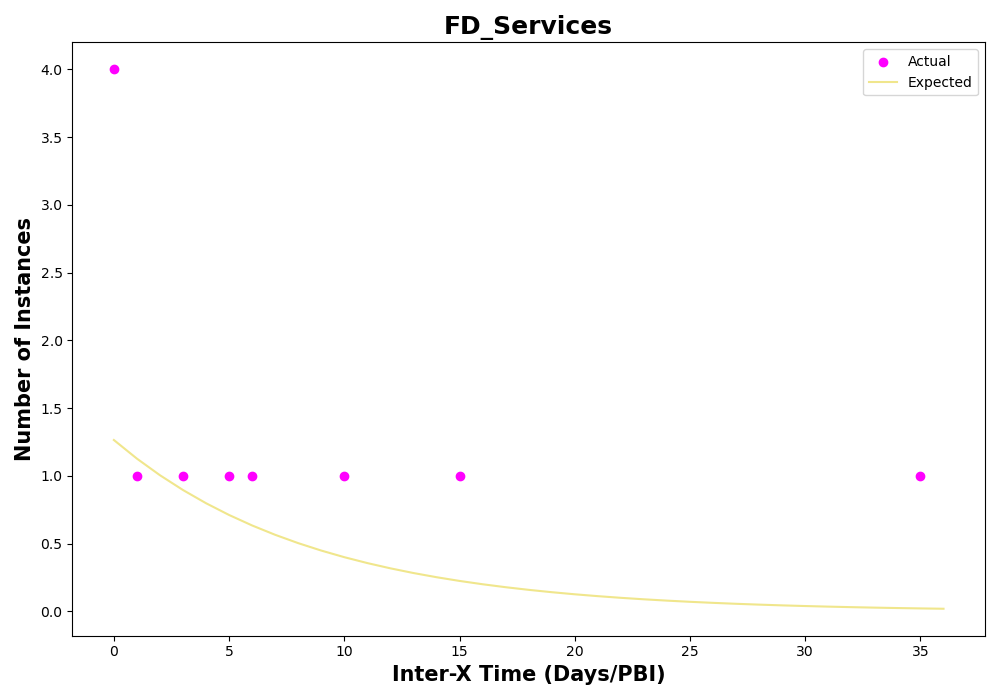 FD_Services
Actual
Expected
4.0
3.5
3.0
2.5
2.0
1.5
1.0
0.5
0.0
Number of Instances
0 5 10 15 20 25 30 35
Inter-X Time (Days/PBI)